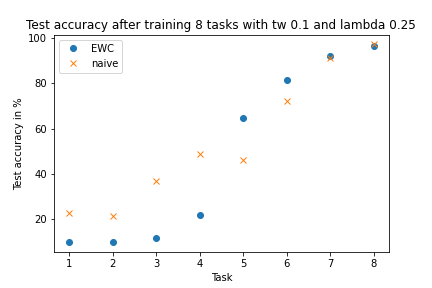 Test accuracy after training 8 tasks with tw 0.1 and lambda 0.25
EWC
naive
100
80
60
40
20
Test accuracy in %
1 2 3 4 5 6 7 8
Task